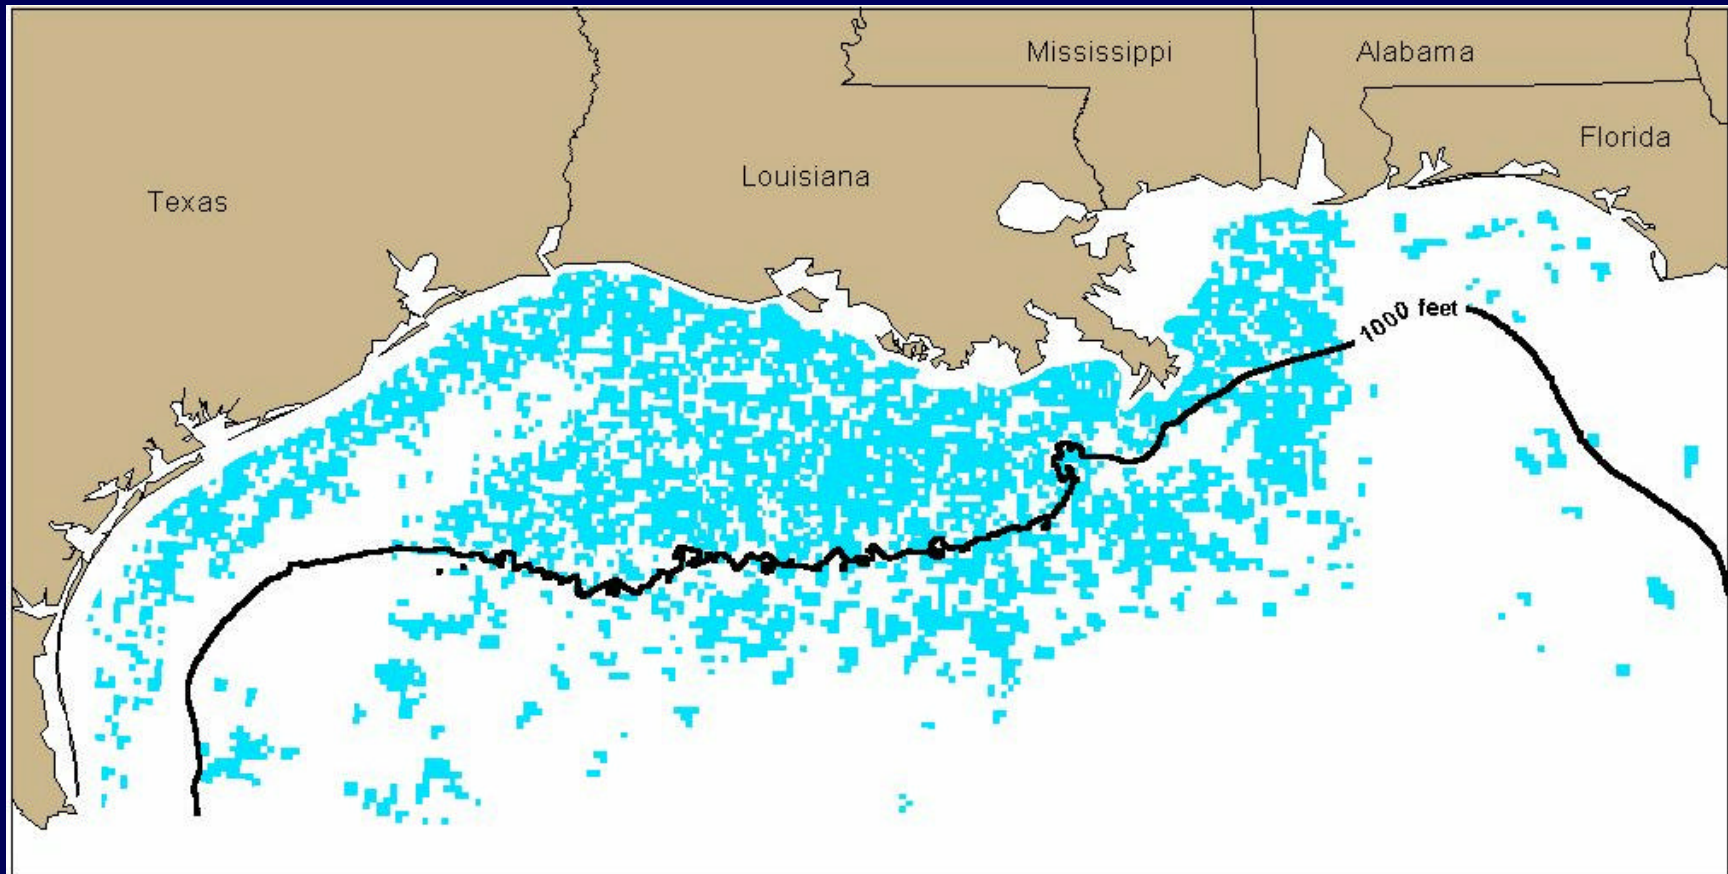 Mississippi
Alabama
Florida
Louisiana
Texas
1000 feet